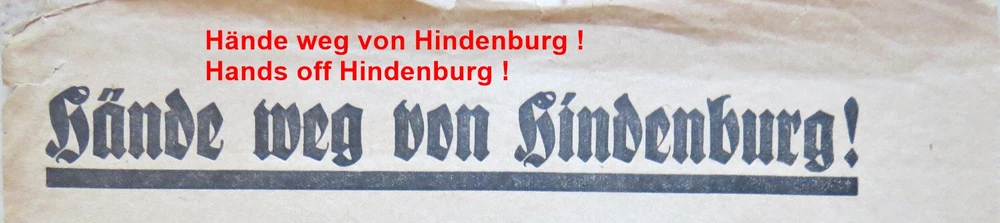 Hände weg von Hindenburg !
Hands off Hindenburg !
Hände weg von Hindenburg!